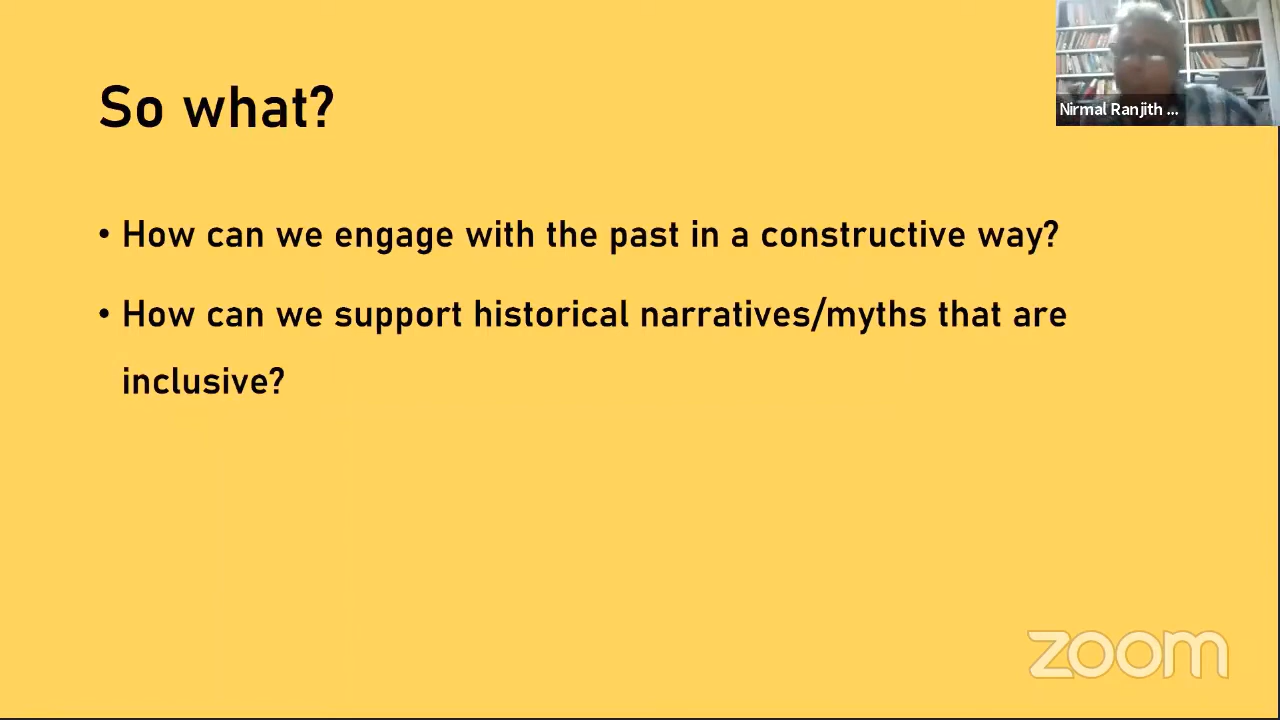 So what?
Nirmal Ranjith ...
• How can we engage with the past in a constructive way?
• How can we support historical narratives/myths that are
inclusive?
zoom